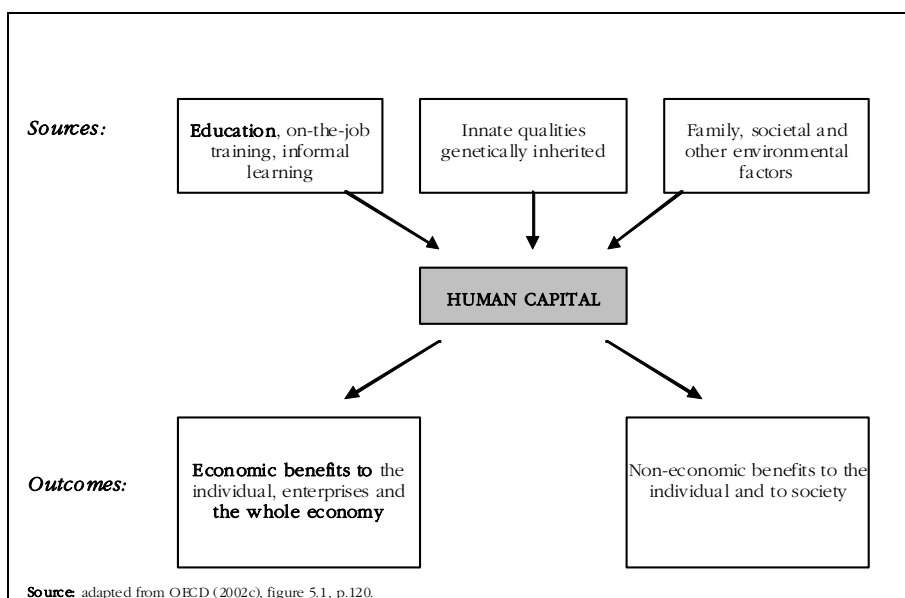 Sources:
Education, on-the-job
training, informal
learning
Innate qualities
genetically inherited
Family, societal and
other environmental
factors
HUMAN CAPITAL
Outcomes:
Economic benefits to the
individual, enterprises and
the whole economy
Non-economic benefits to the
individual and to society
Source: adapted from OECD (2002c), figure 5.1, p.120.